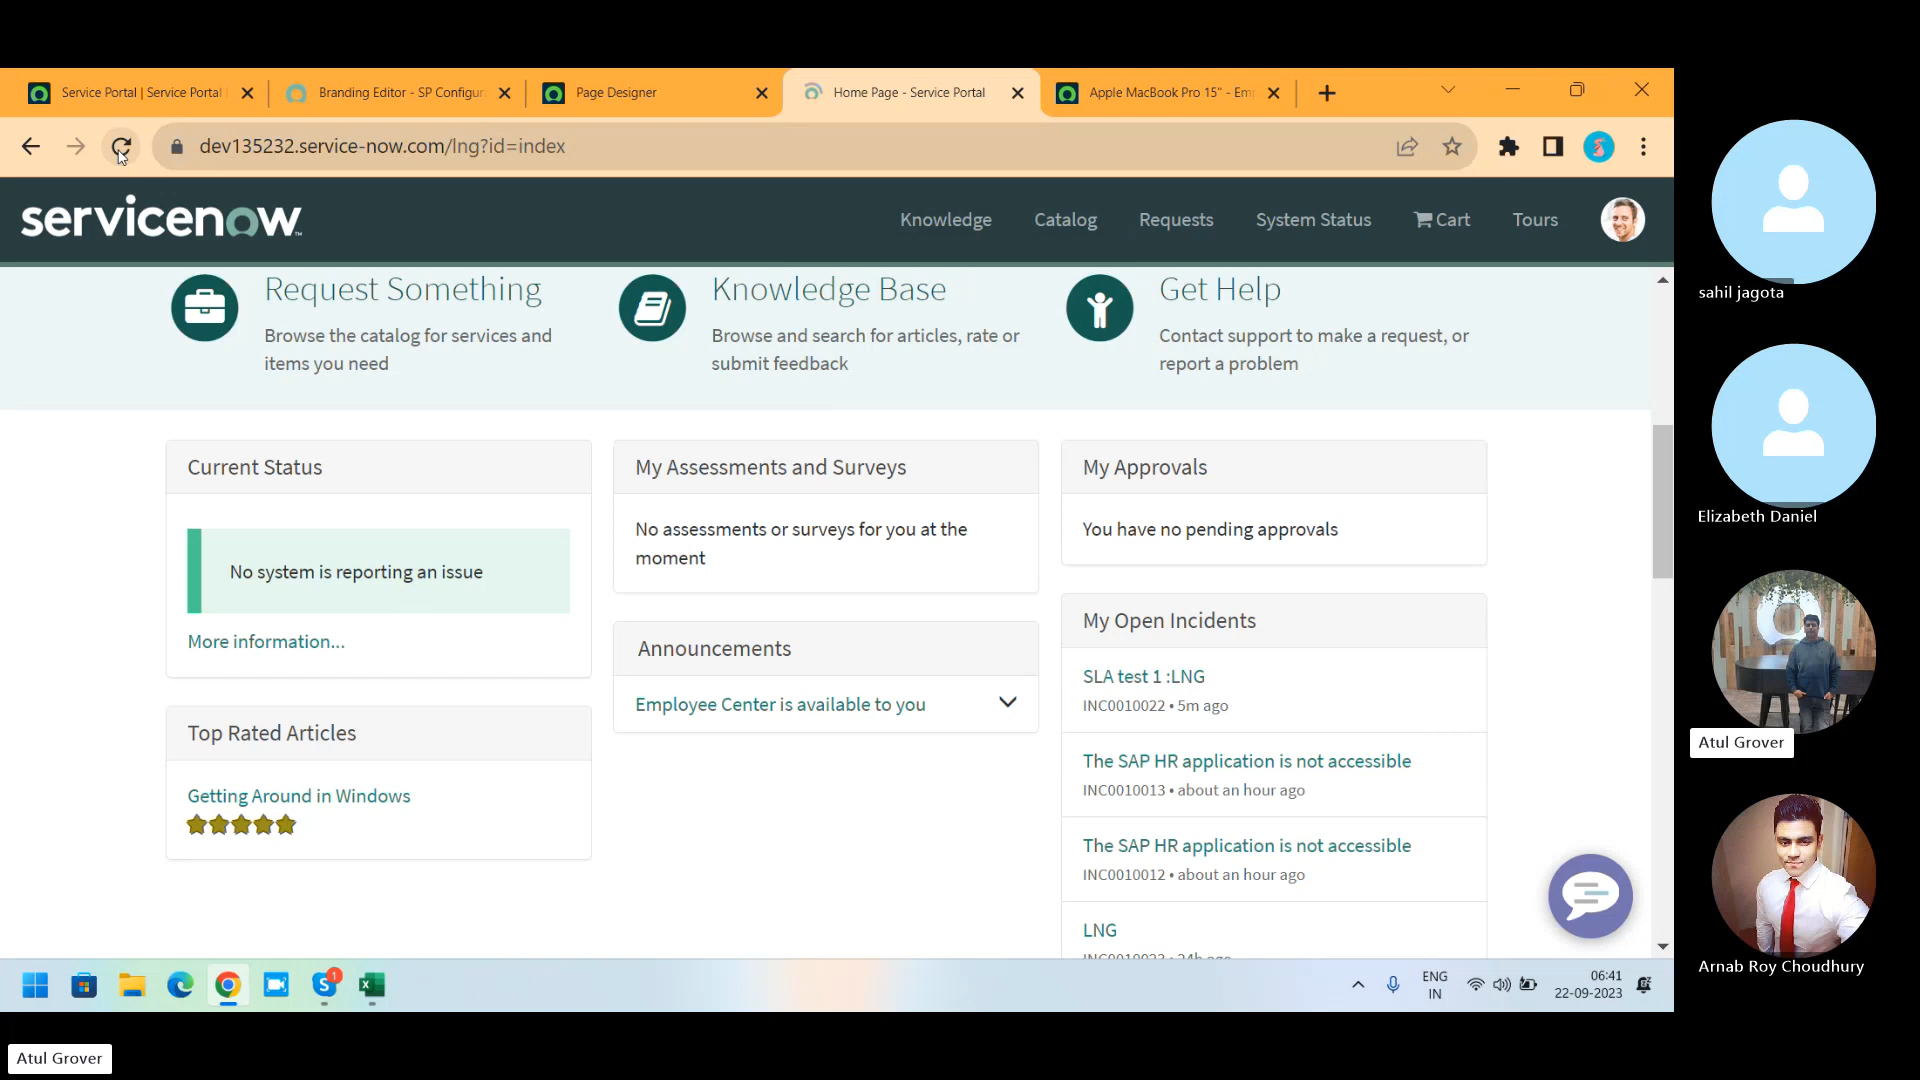 Service Portal | Service Portal
Branding Editor - SP Configur
Page Designer
Home Page - Service Portal
Apple MacBook Pro 15" - Em
dev135232.service-now.com/lng?id=index
servicenow
Knowledge
Catalog
Requests
System Status
Cart
Tours
Request Something
Browse the catalog for services and
items you need
Knowledge Base
Browse and search for articles, rate or
submit feedback
Get Help
Contact support to make a request, or
report a problem
Current Status
No system is reporting an issue
More information...
Top Rated Articles
Getting Around in Windows
My Assessments and Surveys
No assessments or surveys for you at the
moment
Announcements
Employee Center is available to you
My Approvals
You have no pending approvals
My Open Incidents
SLA test 1 :LNG
INC0010022 • 5m ago
The SAP HR application is not accessible
INC0010013 • about an hour ago
The SAP HR application is not accessible
INC0010012 • about an hour ago
LNG
ENG
IN
06:41
22-09-2023
sahil jagota
Elizabeth Daniel
Atul Grover
Arnab Roy Choudhury
Atul Grover